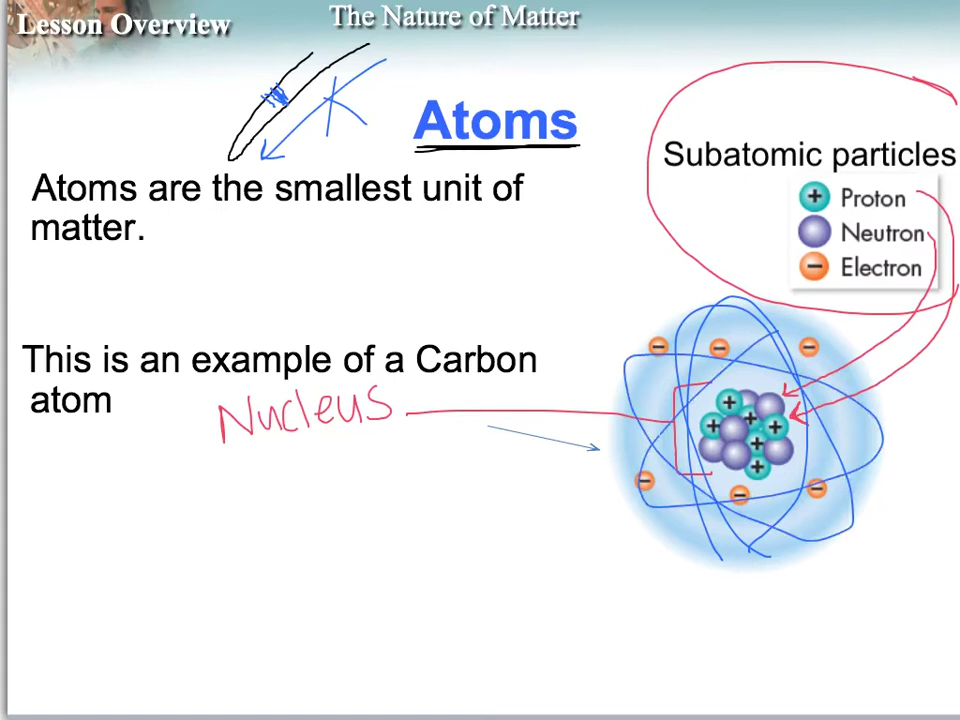 Lesson Overview
The Nature of Matter
Atoms
Atoms are the smallest unit of
matter.
Subatomic particles
+ Proton
Neutron
− Electron
This is an example of a Carbon
atom
Nucleus